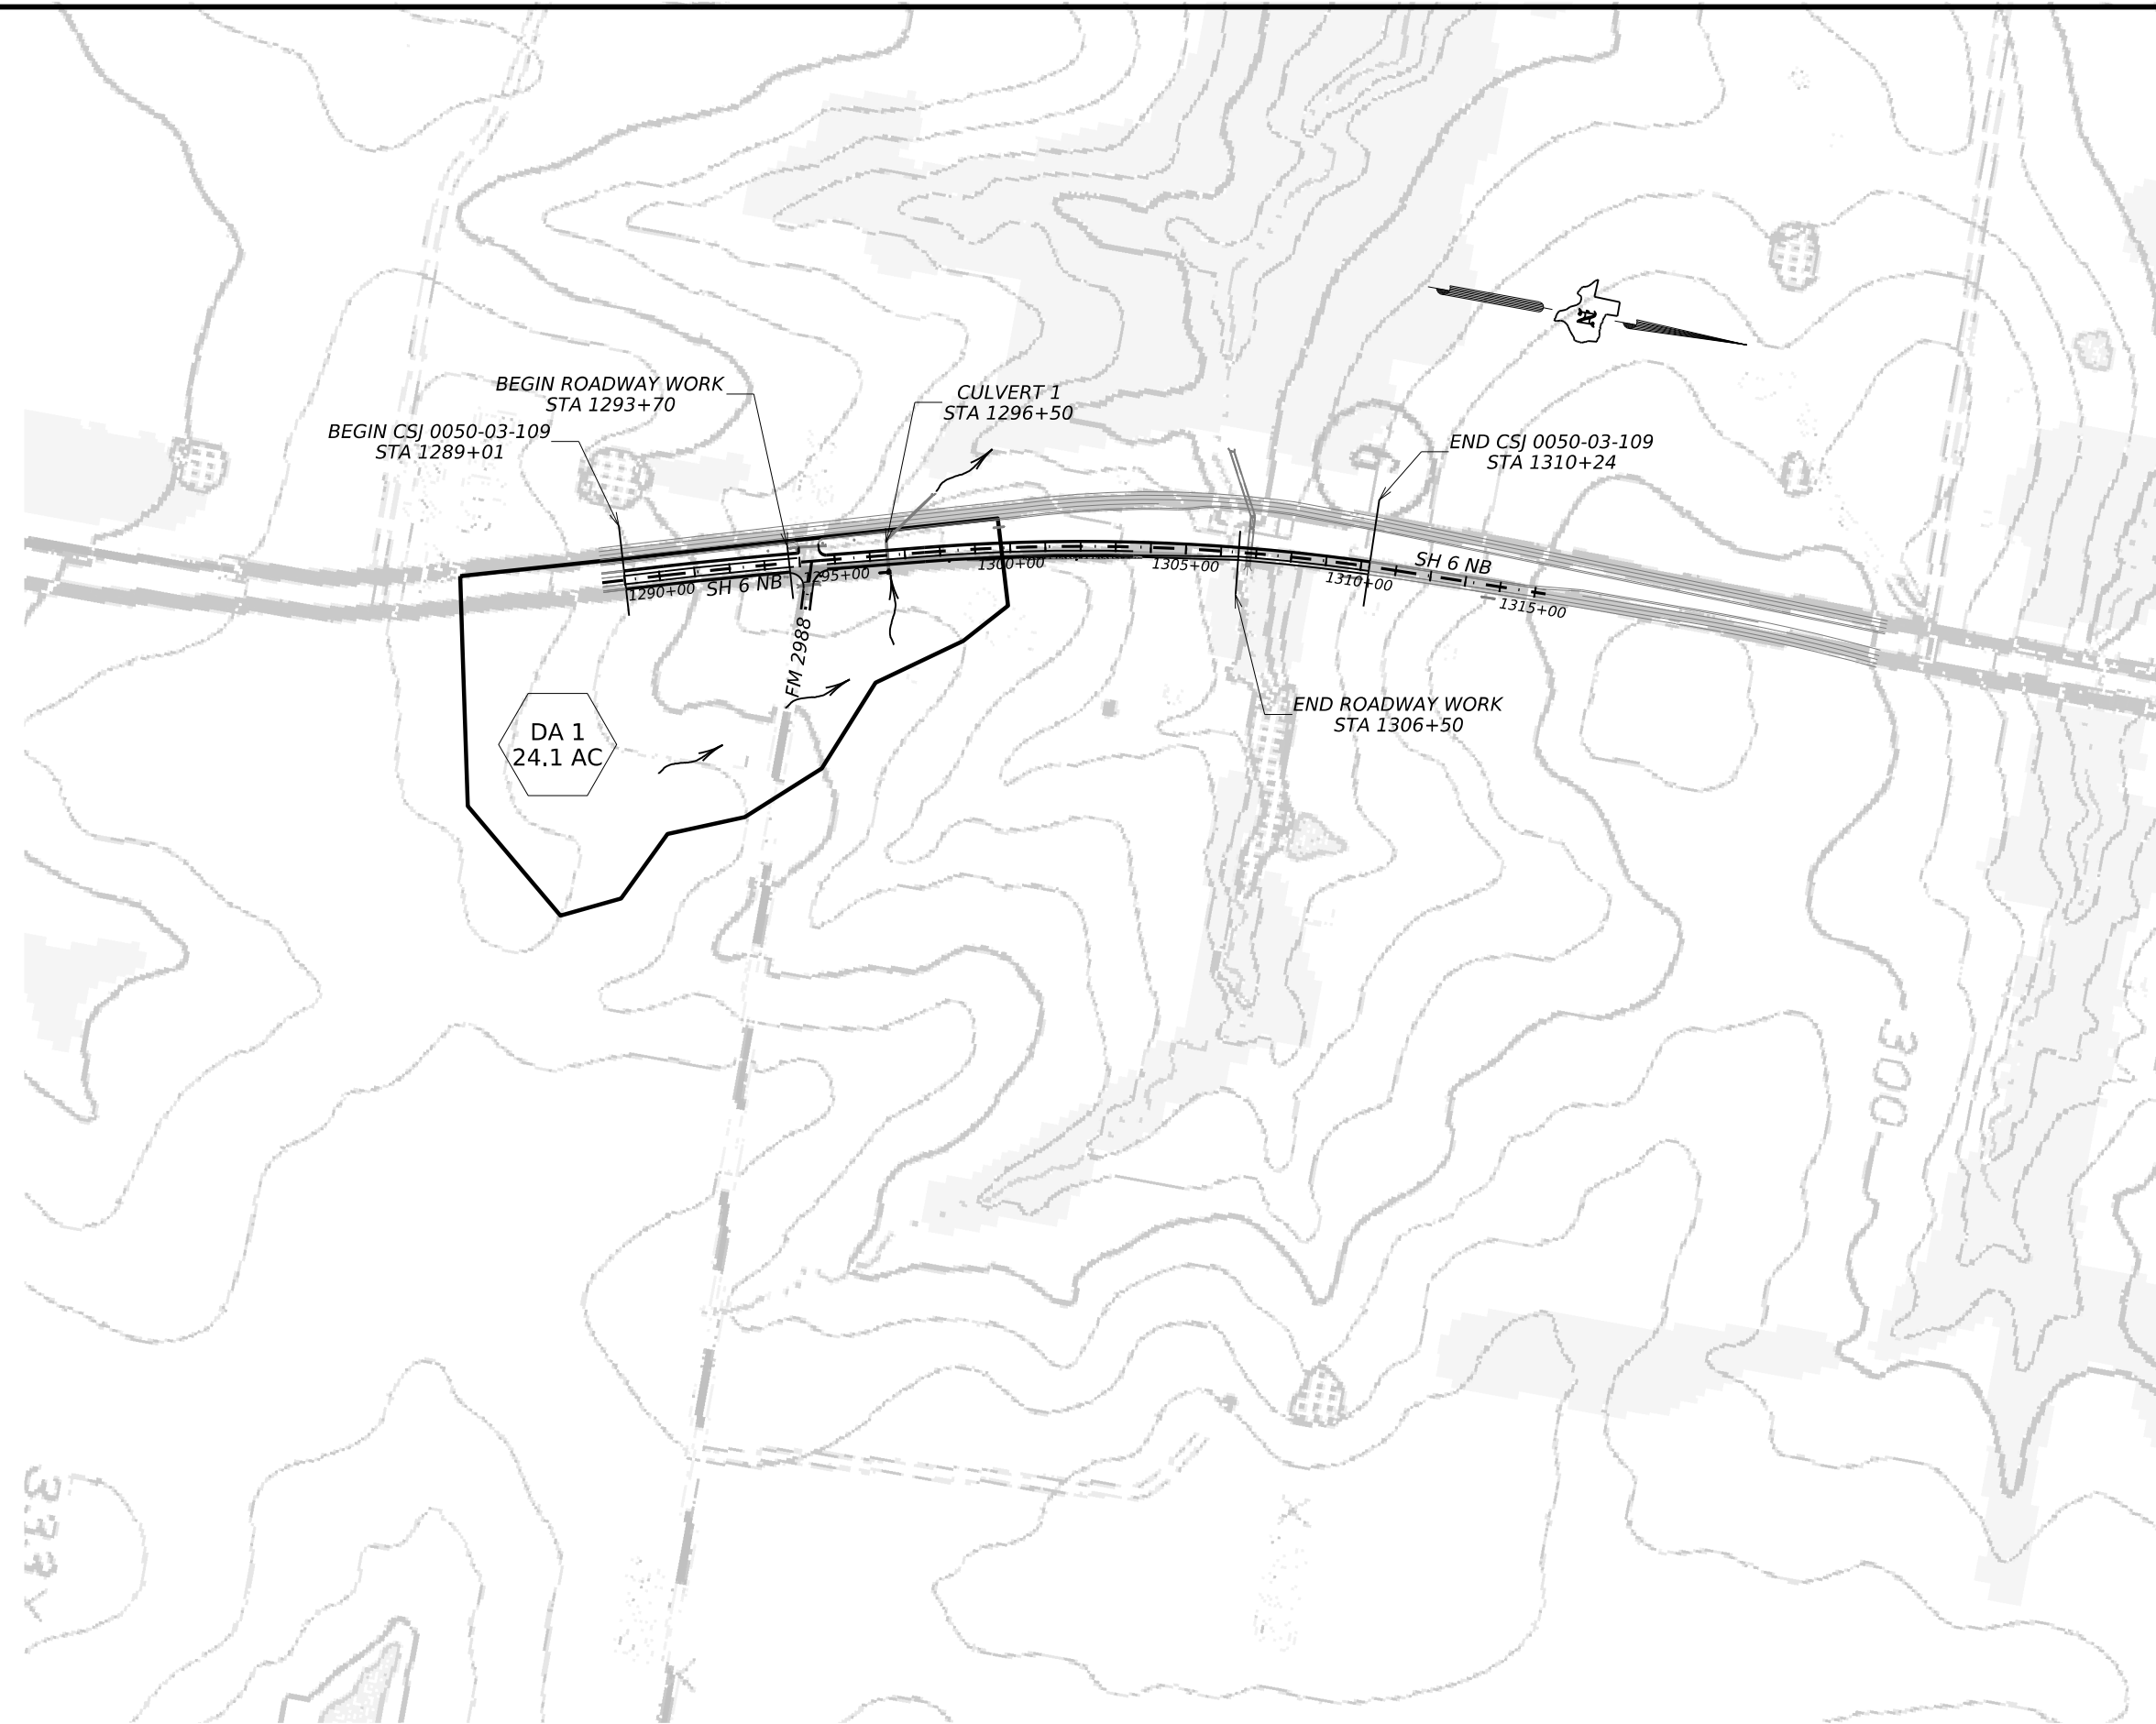 BEGIN ROADWAY WORK
STA 1293+70
CULVERT 1
STA 1296+50
BEGIN CSJ 0050-03-109
STA 1289+01
END CSJ 0050-03-109
STA 1310+24
N
SH 6 NB
1290+00
SH 6 NB
1295+00
1300+00
1305+00
1310+00
1315+00
FM 2988
END ROADWAY WORK
STA 1306+50
DA 1
24.1 AC
300